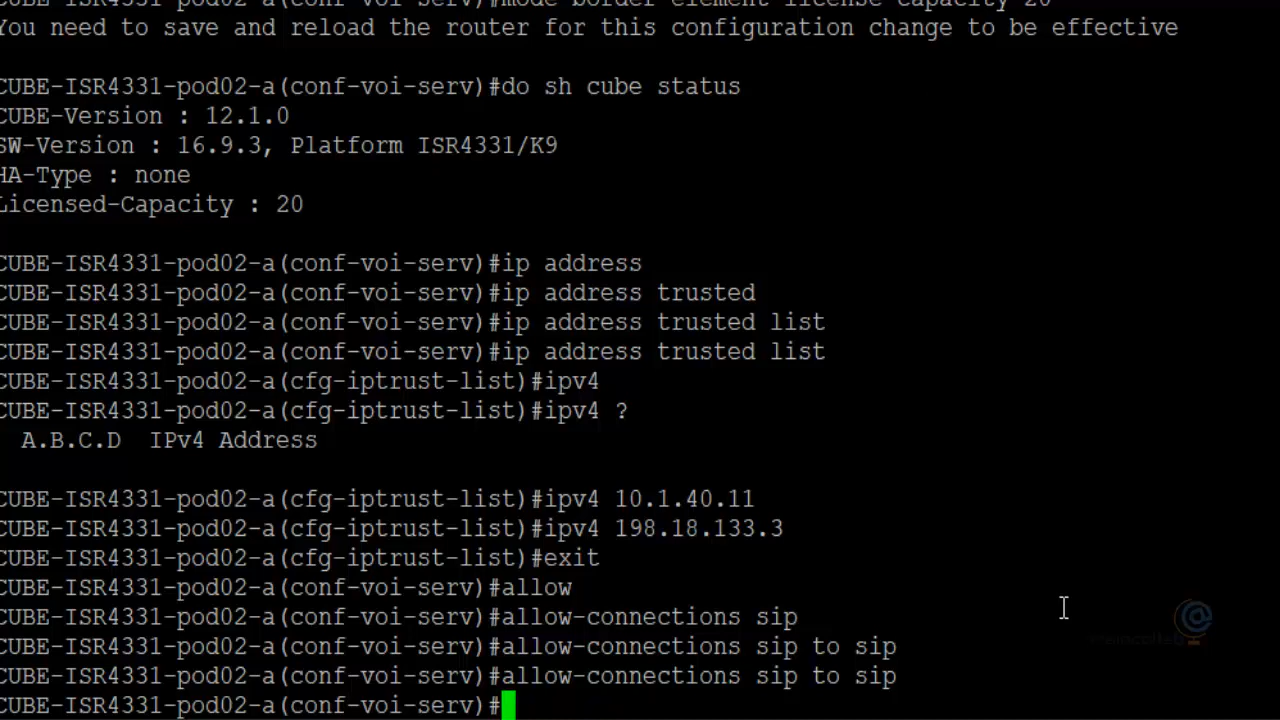 CUBE-ISR4331-pod02-a(conf-voi-serv)#mode border-element license capacity 20
You need to save and reload the router for this configuration change to be effective
CUBE-ISR4331-pod02-a(conf-voi-serv)#do sh cube status
CUBE-Version : 12.1.0
SW-Version : 16.9.3, Platform ISR4331/K9
HA-Type : none
Licensed-Capacity : 20
CUBE-ISR4331-pod02-a(conf-voi-serv)#ip address
CUBE-ISR4331-pod02-a(conf-voi-serv)#ip address trusted
CUBE-ISR4331-pod02-a(conf-voi-serv)#ip address trusted list
CUBE-ISR4331-pod02-a(conf-voi-serv)#ip address trusted list
CUBE-ISR4331-pod02-a(cfg-iptrust-list)#ipv4
CUBE-ISR4331-pod02-a(cfg-iptrust-list)#ipv4 ?
A.B.C.D IPv4 Address
CUBE-ISR4331-pod02-a(cfg-iptrust-list)#ipv4 10.1.40.11
CUBE-ISR4331-pod02-a(cfg-iptrust-list)#ipv4 198.18.133.3
CUBE-ISR4331-pod02-a(cfg-iptrust-list)#exit
CUBE-ISR4331-pod02-a(conf-voi-serv)#allow
CUBE-ISR4331-pod02-a(conf-voi-serv)#allow-connections sip
CUBE-ISR4331-pod02-a(conf-voi-serv)#allow-connections sip to sip
CUBE-ISR4331-pod02-a(conf-voi-serv)#allow-connections sip to sip
CUBE-ISR4331-pod02-a(conf-voi-serv)#